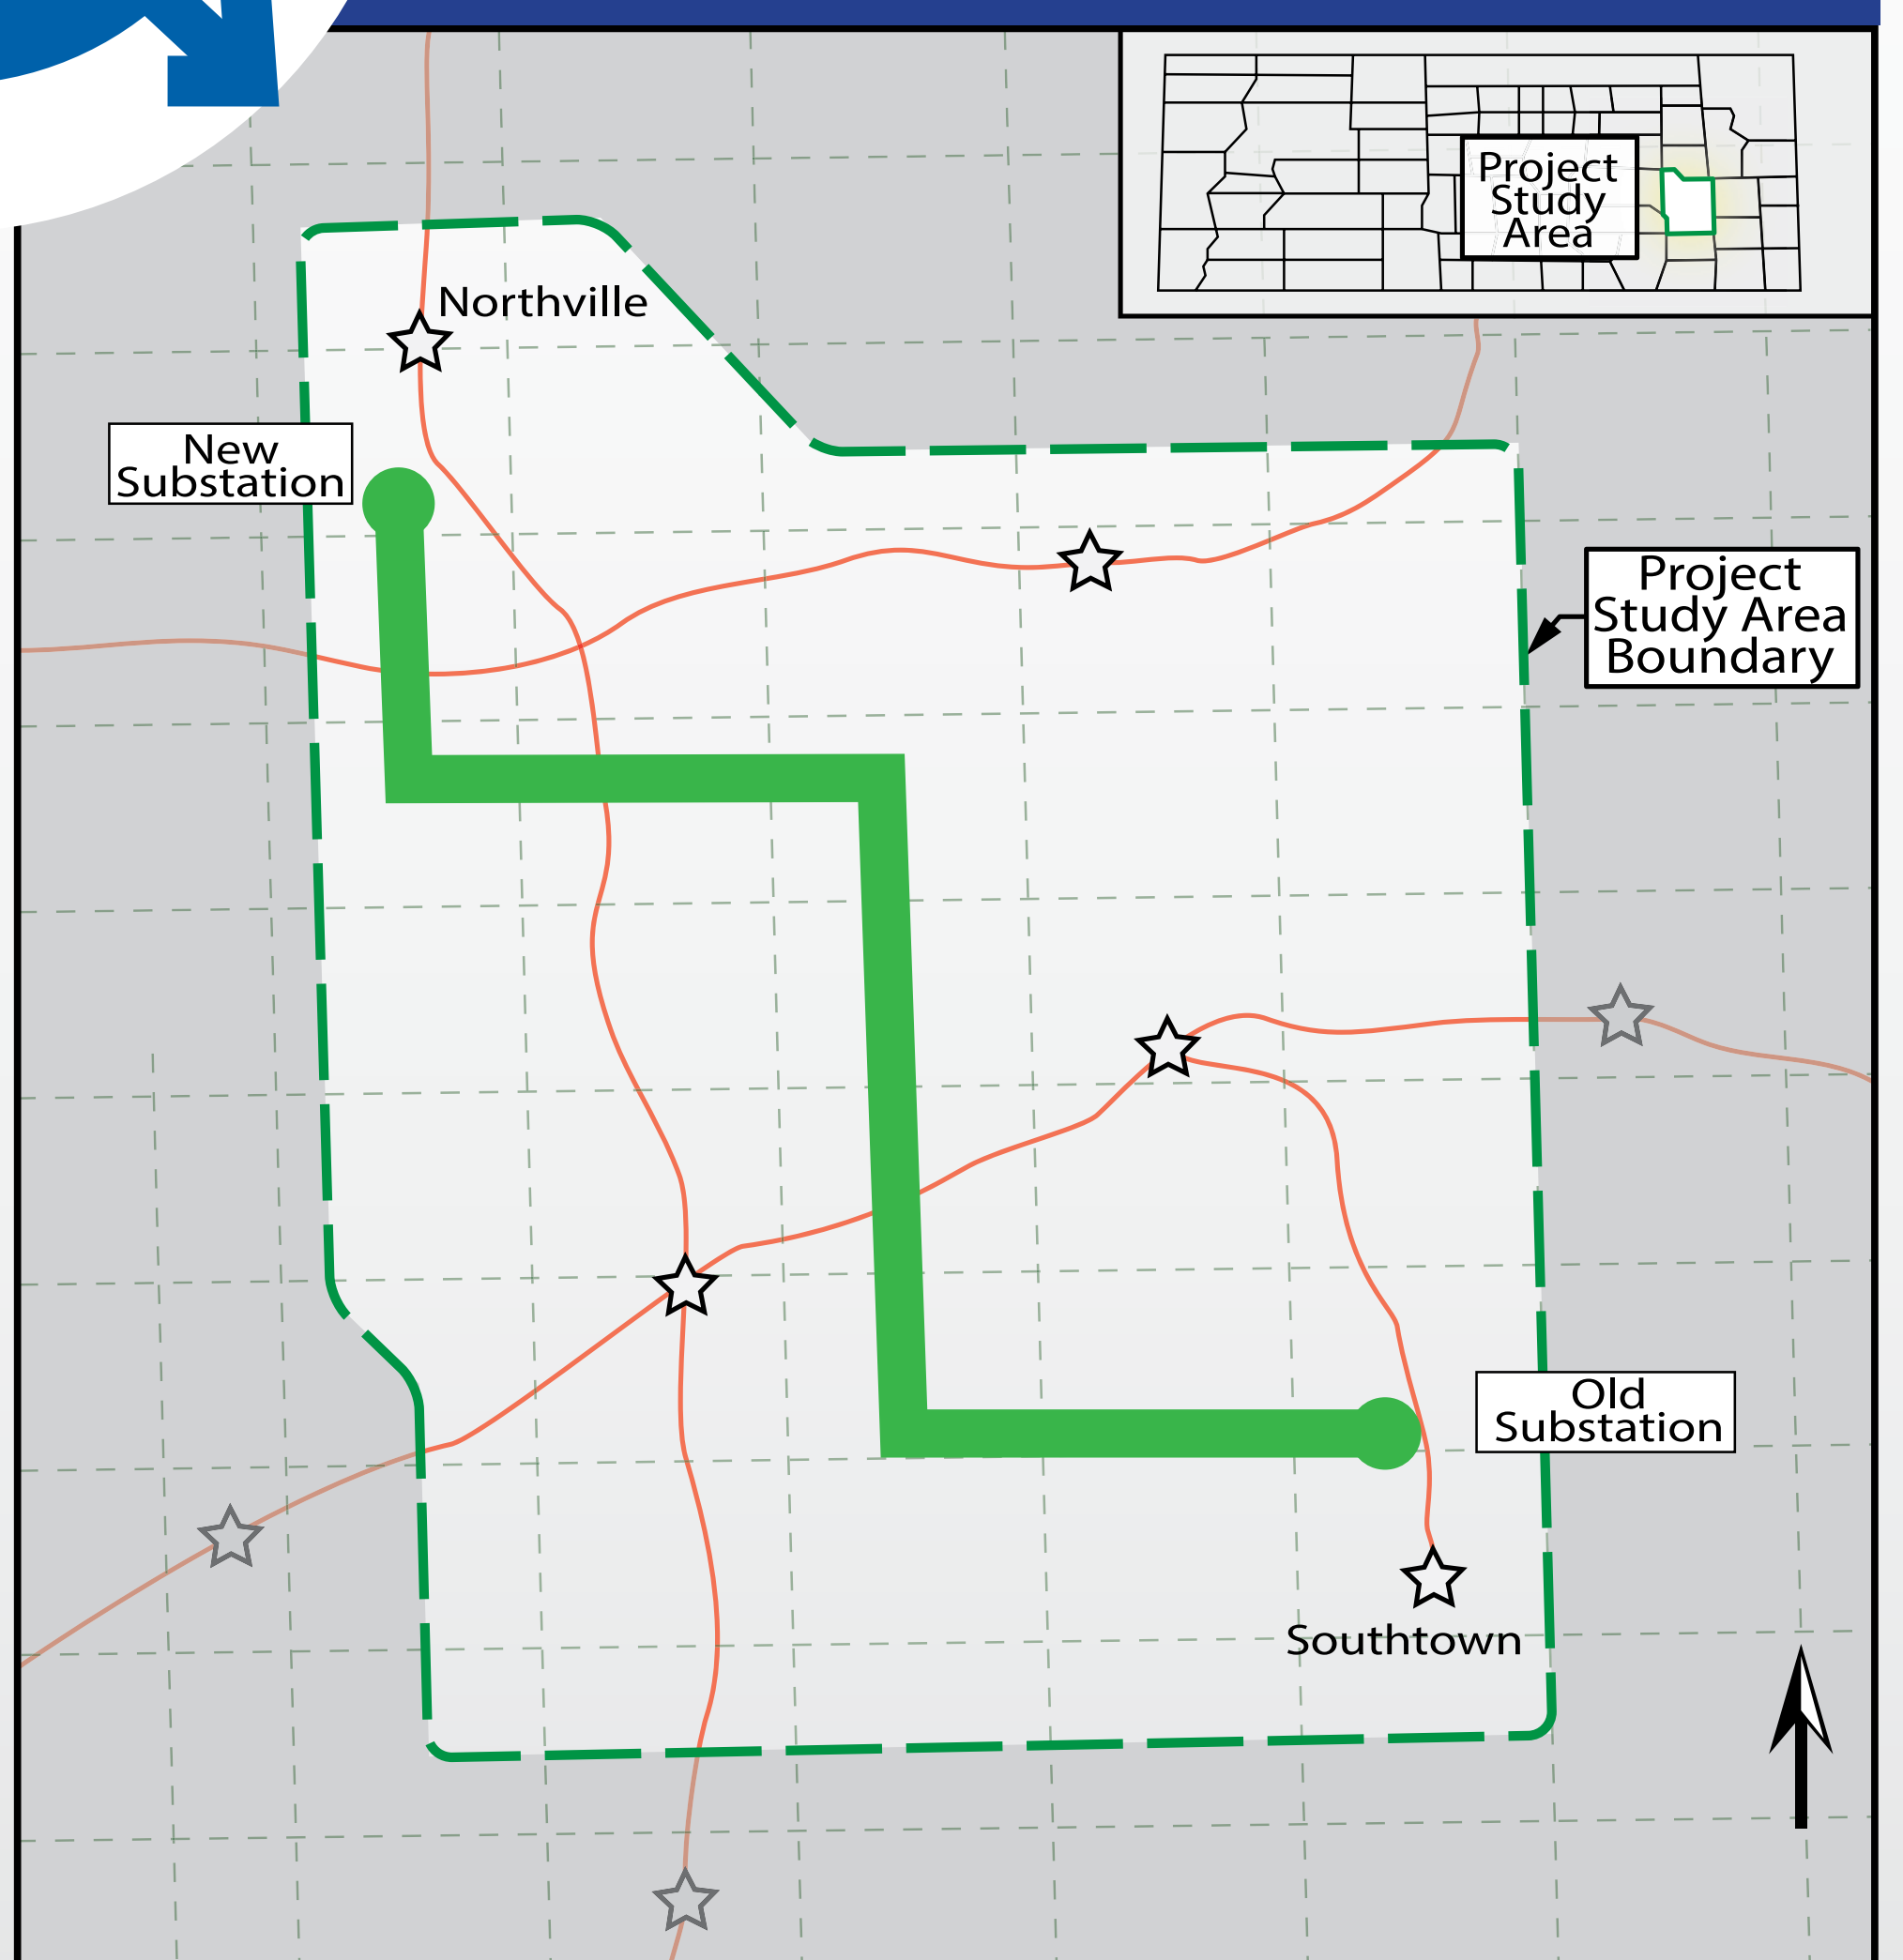 Project
Study
Area
Northville
New
Substation
Project
Study Area
Boundary
Old
Substation
Southtown